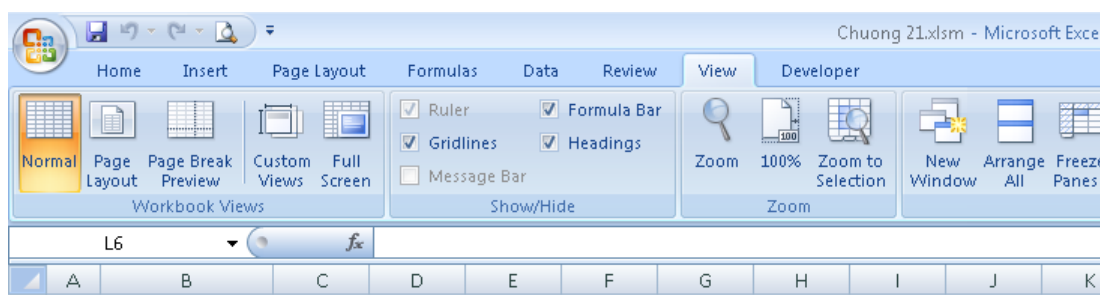 Chuong 21.xlsm - Microsoft Exce
Home Insert Page Layout Formulas Data Review View Developer
Ruler Formula Bar
Gridlines Headings
Message Bar
Normal Page Layout Page Break Preview Custom Views Full Screen
Zoom 100% Zoom to Selection
100
New Window Arrange All Freeze Panes
Workbook Views Show/Hide Zoom
L6 fx
A B C D E F G H I J K